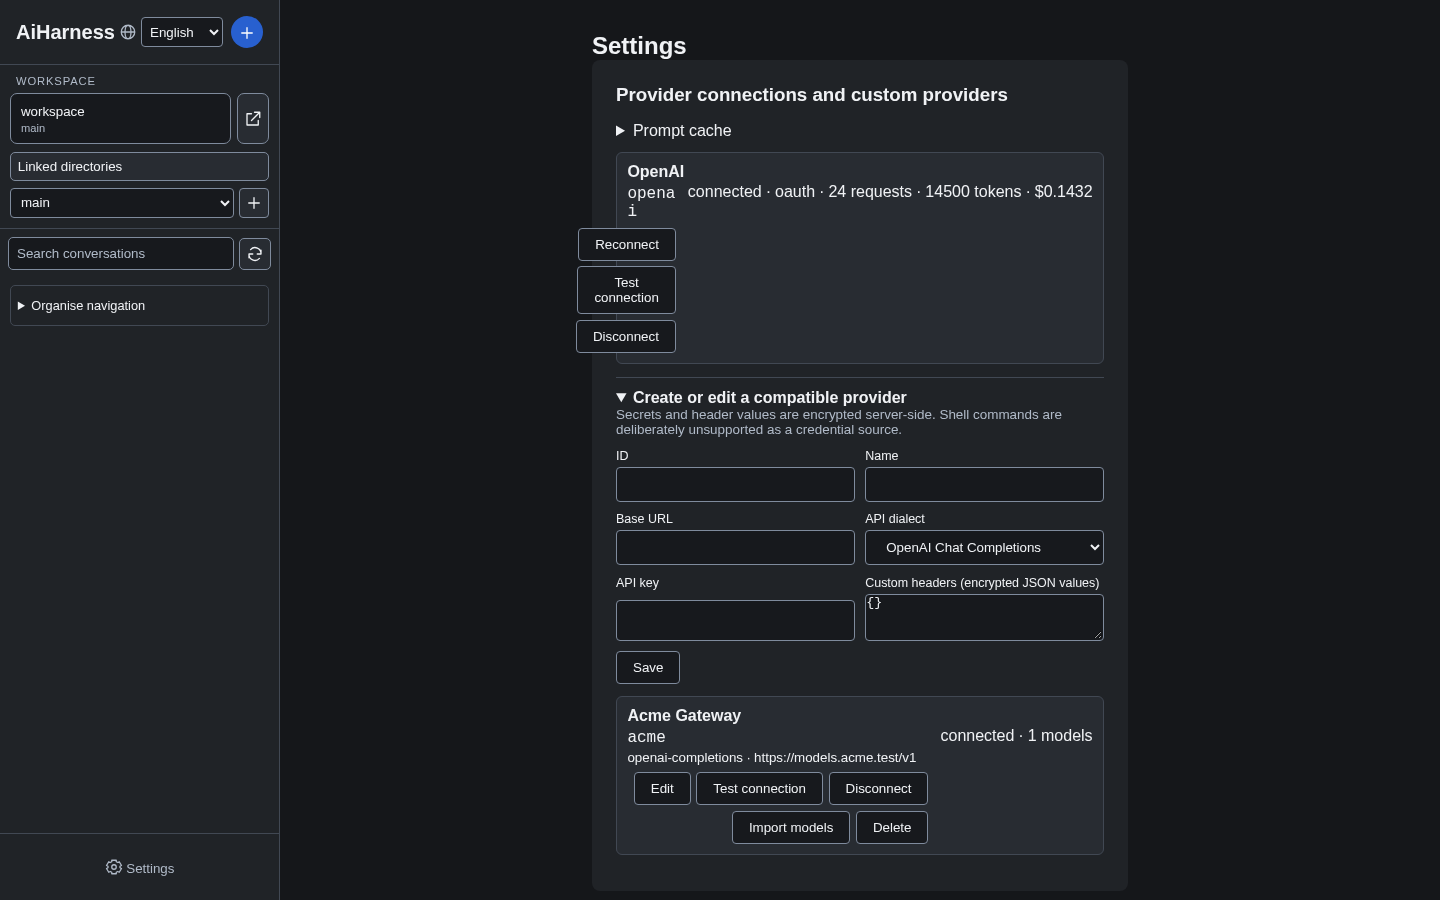 AiHarness
English
WORKSPACE
workspace
main
Linked directories
main
Search conversations
Organise navigation
Settings
Settings
Provider connections and custom providers
Prompt cache
OpenAI
opena
i
connected · oauth · 24 requests · 14500 tokens · $0.1432
Reconnect
Test
connection
Disconnect
Create or edit a compatible provider
Secrets and header values are encrypted server-side. Shell commands are
deliberately unsupported as a credential source.
ID
Name
Base URL
API dialect
OpenAI Chat Completions
API key
Custom headers (encrypted JSON values)
{}
Save
Acme Gateway
acme
connected · 1 models
openai-completions · https://models.acme.test/v1
Edit
Test connection
Disconnect
Import models
Delete